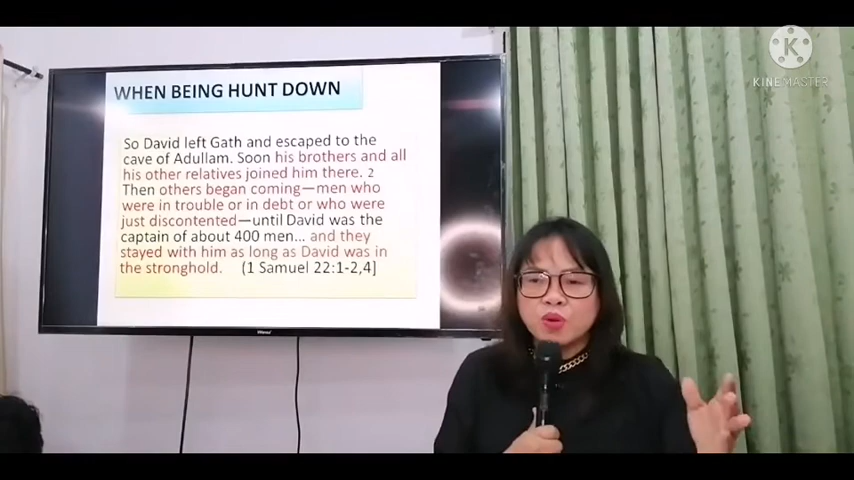 WHEN BEING HUNT DOWN
So David left Gath and escaped to the
cave of Adullam. Soon his brothers and all
his other relatives joined him there. 2
Then others began coming—men who
were in trouble or in debt or who were
just discontented—until David was the
captain of about 400 men... and they
stayed with him as long as David was in
the stronghold. (1 Samuel 22:1-2,4]
K
KINEMASTER